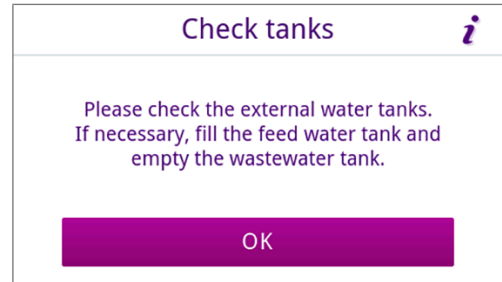 Check tanks
i
Please check the external water tanks.
If necessary, fill the feed water tank and
empty the wastewater tank.
OK